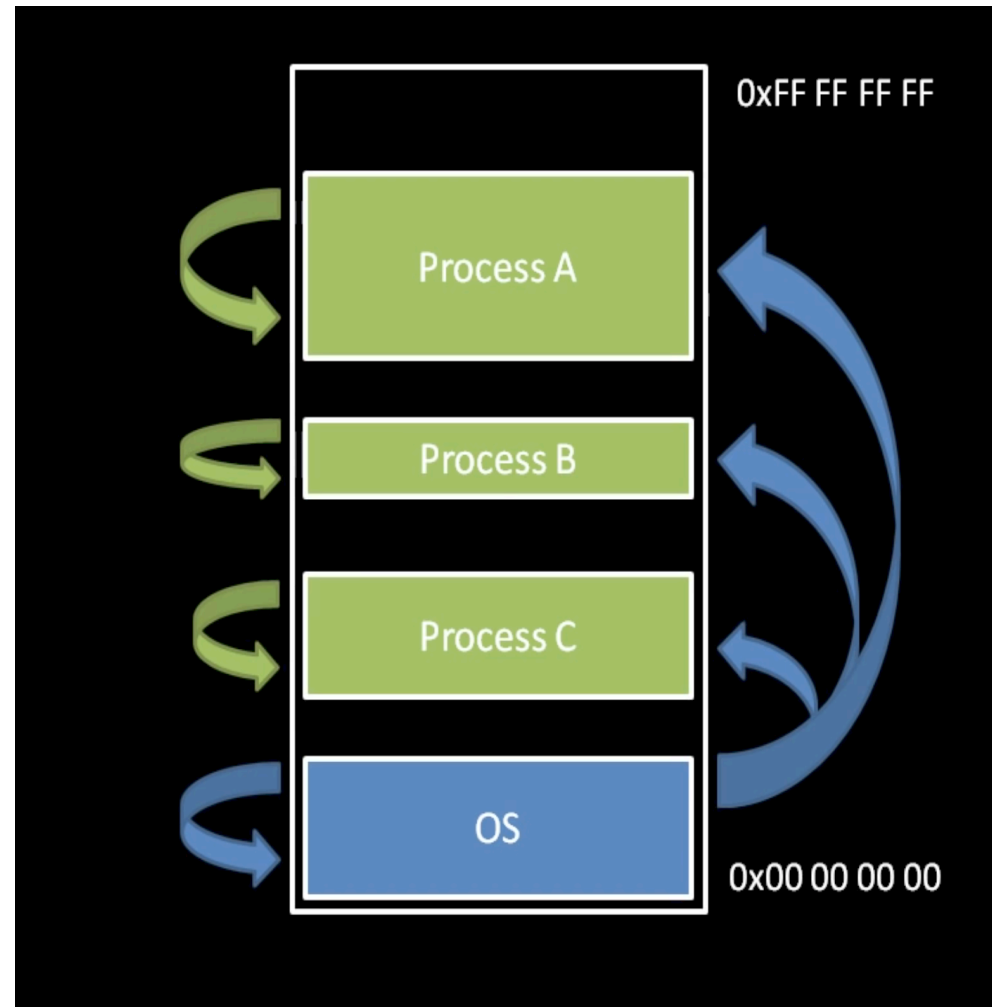 0xFF FF FF FF
Process A
Process B
Process C
OS
0x00 00 00 00